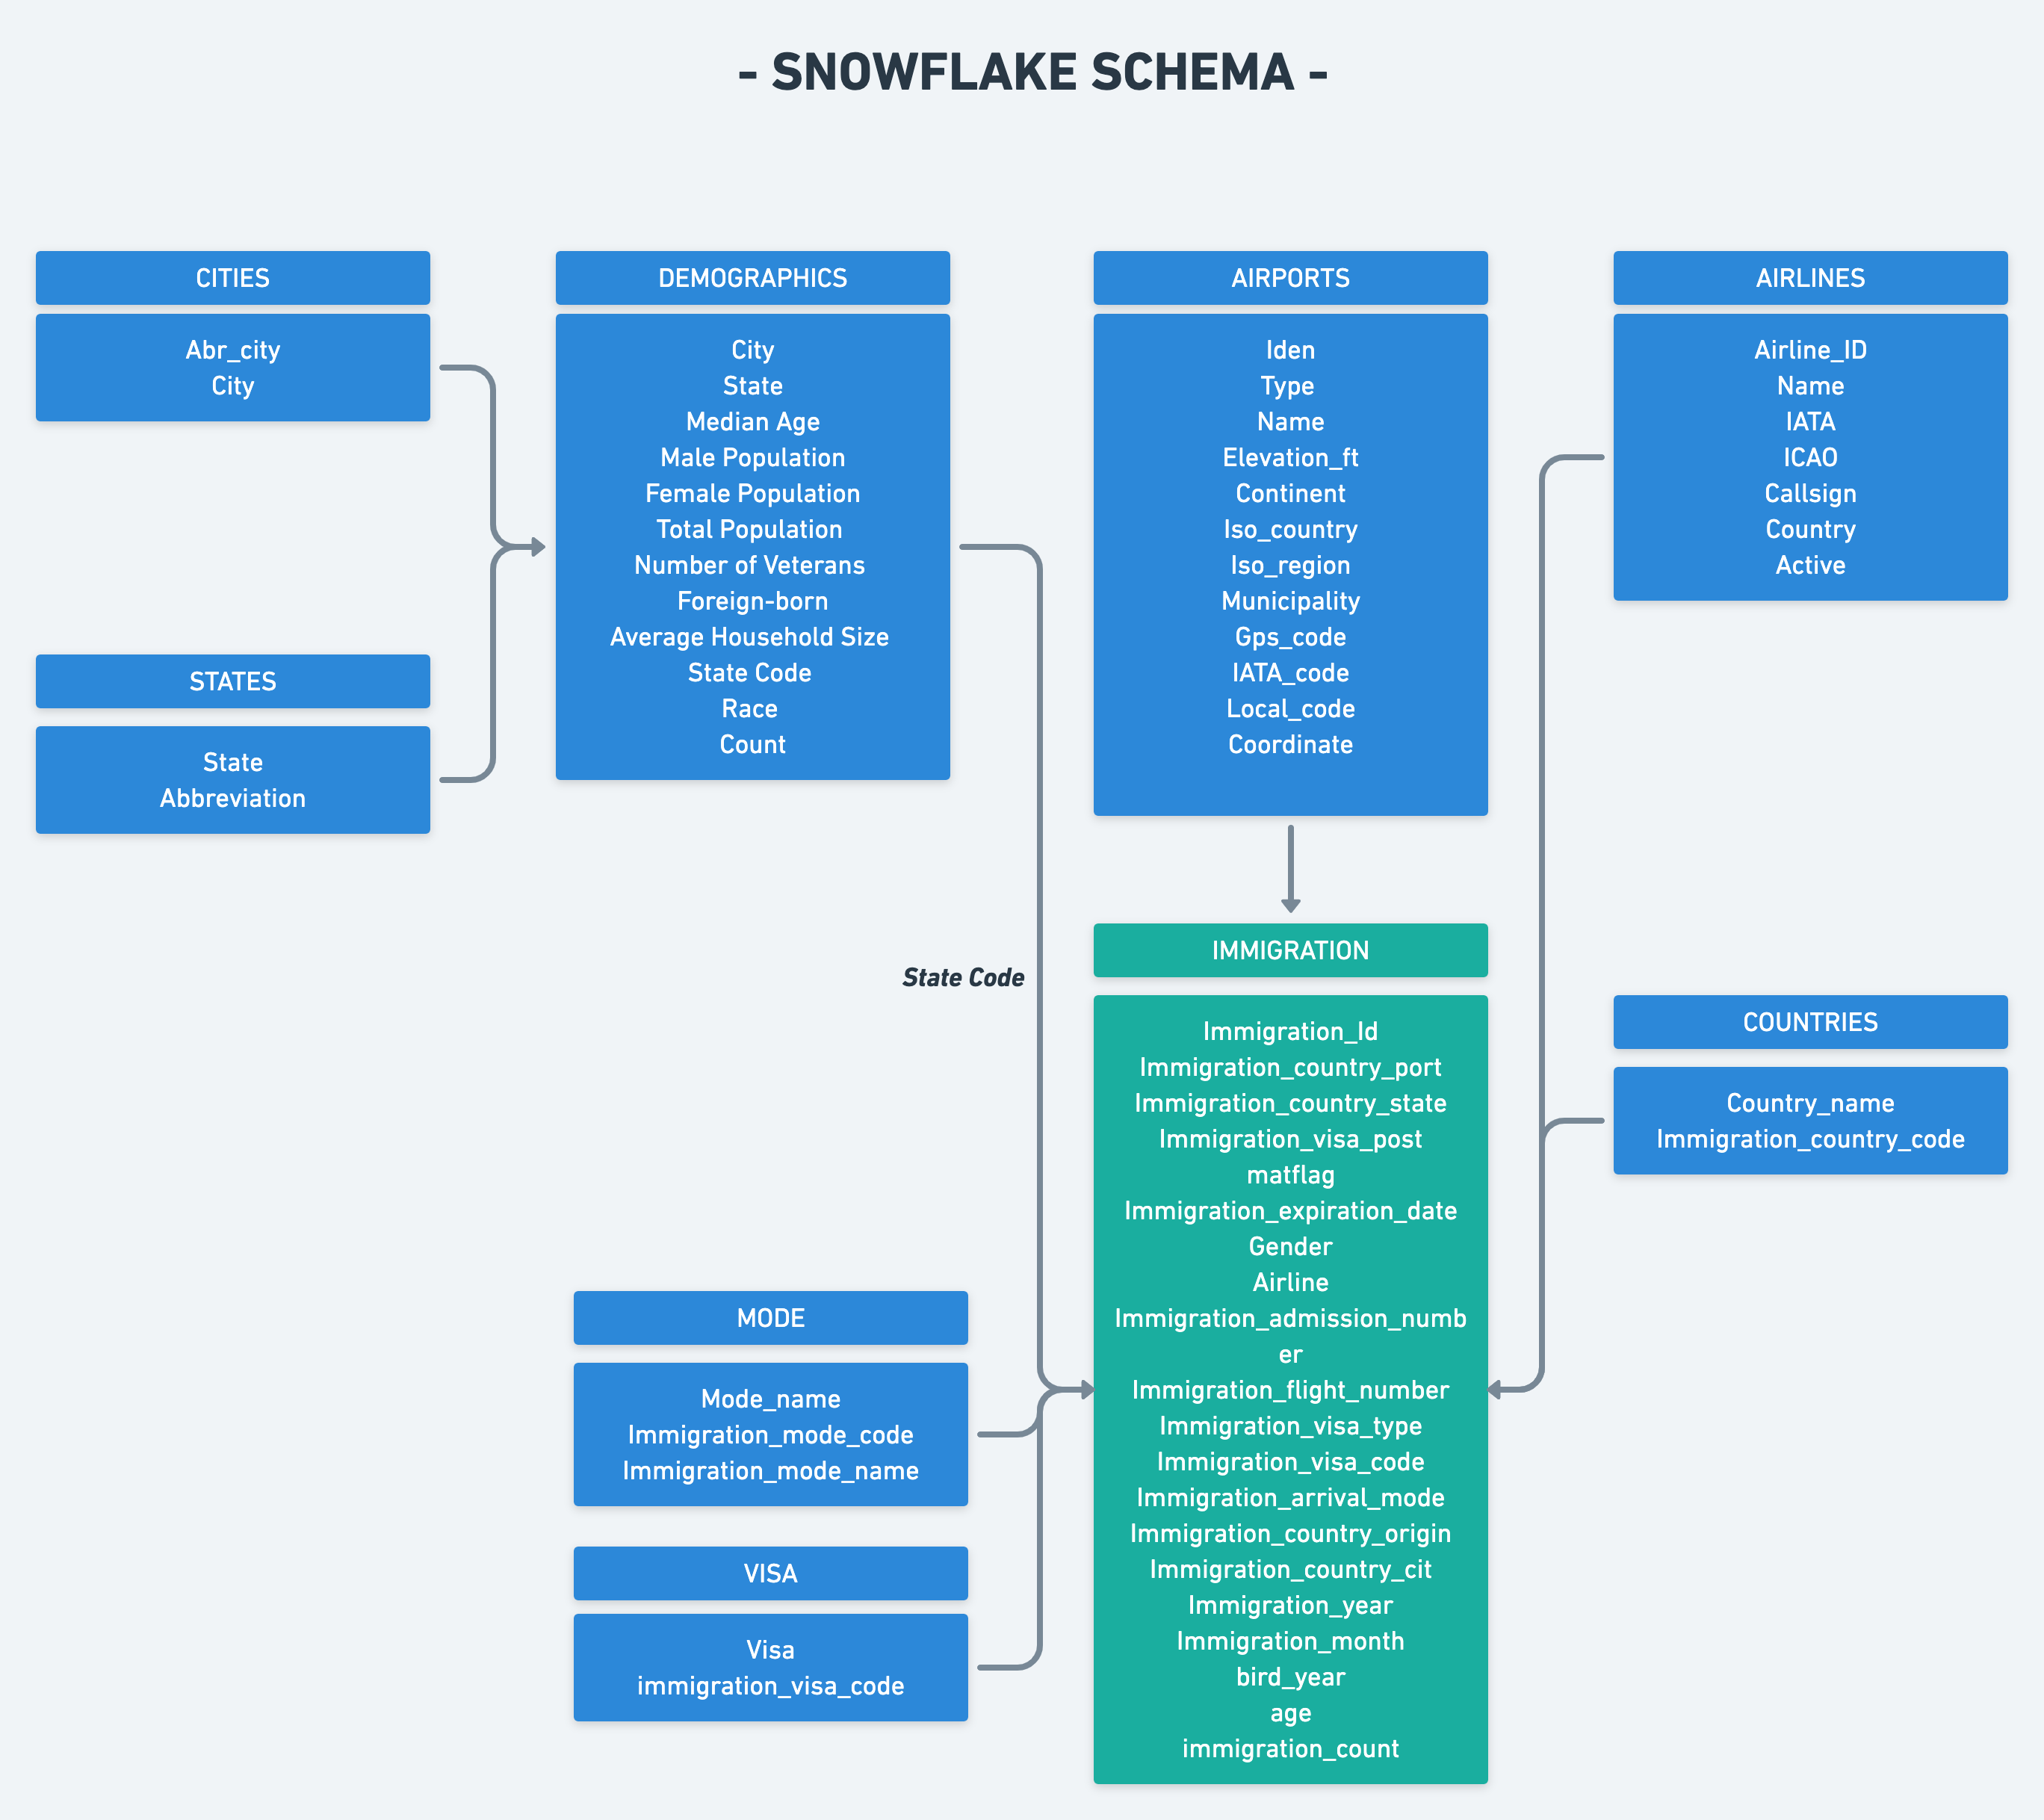 - SNOWFLAKE SCHEMA -
CITIES
Abr_city
City
STATES
State
Abbreviation
DEMOGRAPHICS
City
State
Median Age
Male Population
Female Population
Total Population
Number of Veterans
Foreign-born
Average Household Size
State Code
Race
Count
AIRPORTS
Iden
Type
Name
Elevation_ft
Continent
Iso_country
Iso_region
Municipality
Gps_code
IATA_code
Local_code
Coordinate
AIRLINES
Airline_ID
Name
IATA
ICAO
Callsign
Country
Active
State Code
IMMIGRATION
Immigration_Id
Immigration_country_port
Immigration_country_state
Immigration_visa_post
matflag
Immigration_expiration_date
Gender
Airline
Immigration_admission_numb
er
Immigration_flight_number
Immigration_visa_type
Immigration_visa_code
Immigration_arrival_mode
Immigration_country_origin
Immigration_country_cit
Immigration_year
Immigration_month
bird_year
age
immigration_count
COUNTRIES
Country_name
Immigration_country_code
MODE
Mode_name
Immigration_mode_code
Immigration_mode_name
VISA
Visa
immigration_visa_code